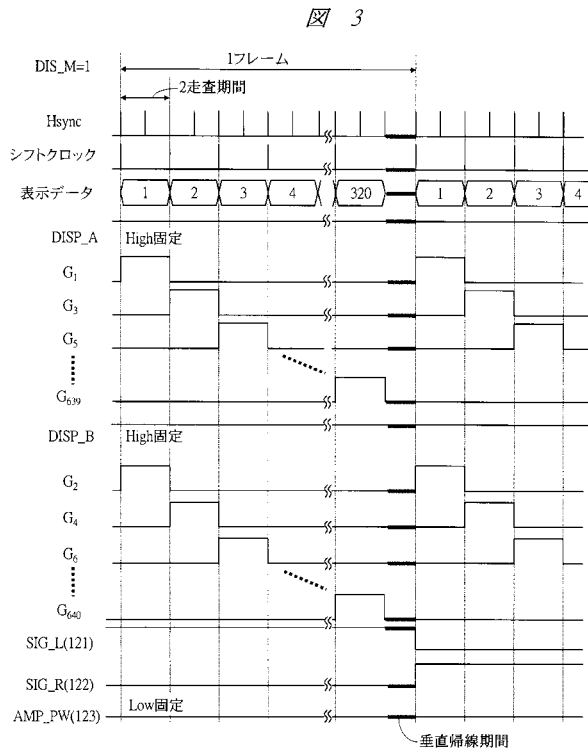 図 3
DIS_M=1
1フレーム
2走査期間
Hsync
シフトクロック
表示データ 1 2 3 4 320 1 2 3 4
DISP_A High固定
G1
G3
G5
G639
DISP_B High固定
G2
G4
G6
G640
SIG_L(121)
SIG_R(122)
AMP_PW(123) Low固定
垂直帰線期間